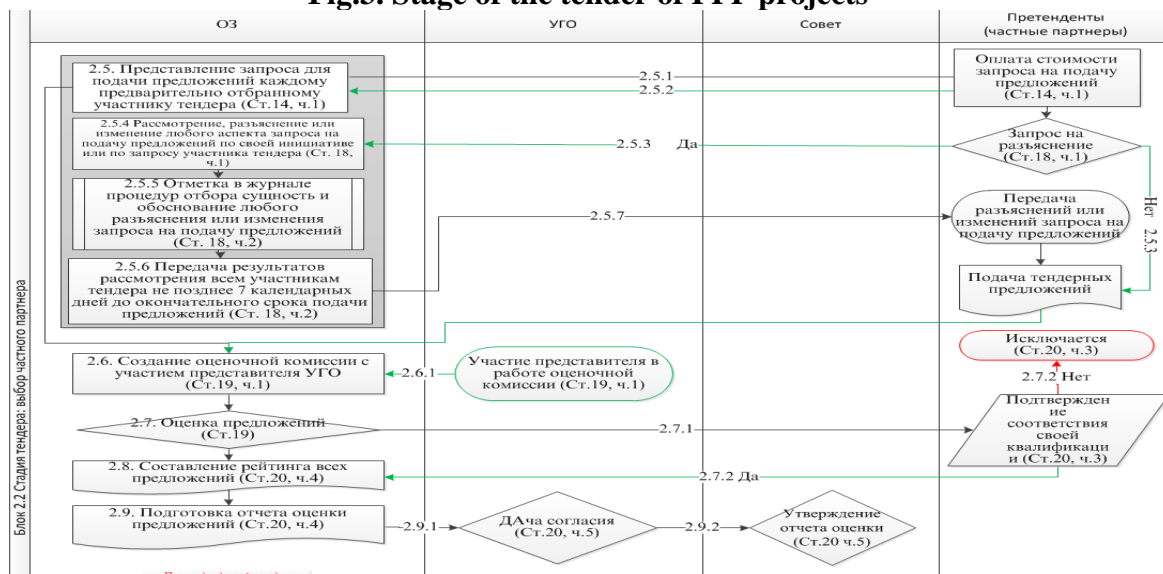 Fig.3. Stage of the tender of PPP projects
ОЗ
УГО
Совет
Претенденты
(частные партнеры)
Блок 2.2 Стадия тендера: выбор частного партнера
2.5. Представление запроса для
подачи предложений каждому
предварительно отбранному
участнику тендера (Ст.14, ч.1)
2.5.1
2.5.2
Оплата стоимости
запроса на подачу
предложений
(Ст.14, ч.1)
2.5.4 Рассмотрение, разъяснение или
изменение любого аспекта запроса на
подачу предложений по своей инициативе
или по запросу участника тендера (Ст. 18,
ч.1)
2.5.3 Да
Запрос на
разъяснение
(Ст.18, ч.1)
Нет 2.5.3
2.5.5 Отметка в журнале
процедур отбора сущность и
обоснование любого
разъяснения или изменения
запроса на подачу предложений
(Ст. 18, ч.2)
2.5.7
Передача
разъяснений или
изменений запроса на
подачу предложений
2.5.6 Передача результатов
рассмотрения всем участникам
тендера не позднее 7 календарных
дней до окончательного срока подачи
предложений (Ст. 18, ч.2)
Подача тендерных
предложений
2.6. Создание оценочной комиссии с
участием представителя УГО
(Ст.19, ч.1)
2.6.1
Участие представителя в
работе оценочной
комиссии (Ст.19, ч.1)
Исключается
(Ст.20, ч.3)
2.7.2 Нет
2.7. Оценка предложений
(Ст.19)
2.7.1
Подтвержден
ие
соответствия
своей
квалификаци
и (Ст.20, ч.3)
2.8. Составление рейтинга всех
предложений (Ст.20, ч.4)
2.7.2 Да
2.9. Подготовка отчета оценки
предложений (Ст.20, ч.4)
2.9.1
ДАча согласия
(Ст.20, ч.5)
2.9.2
Утверждение
отчета оценки
(Ст.20 ч.5)